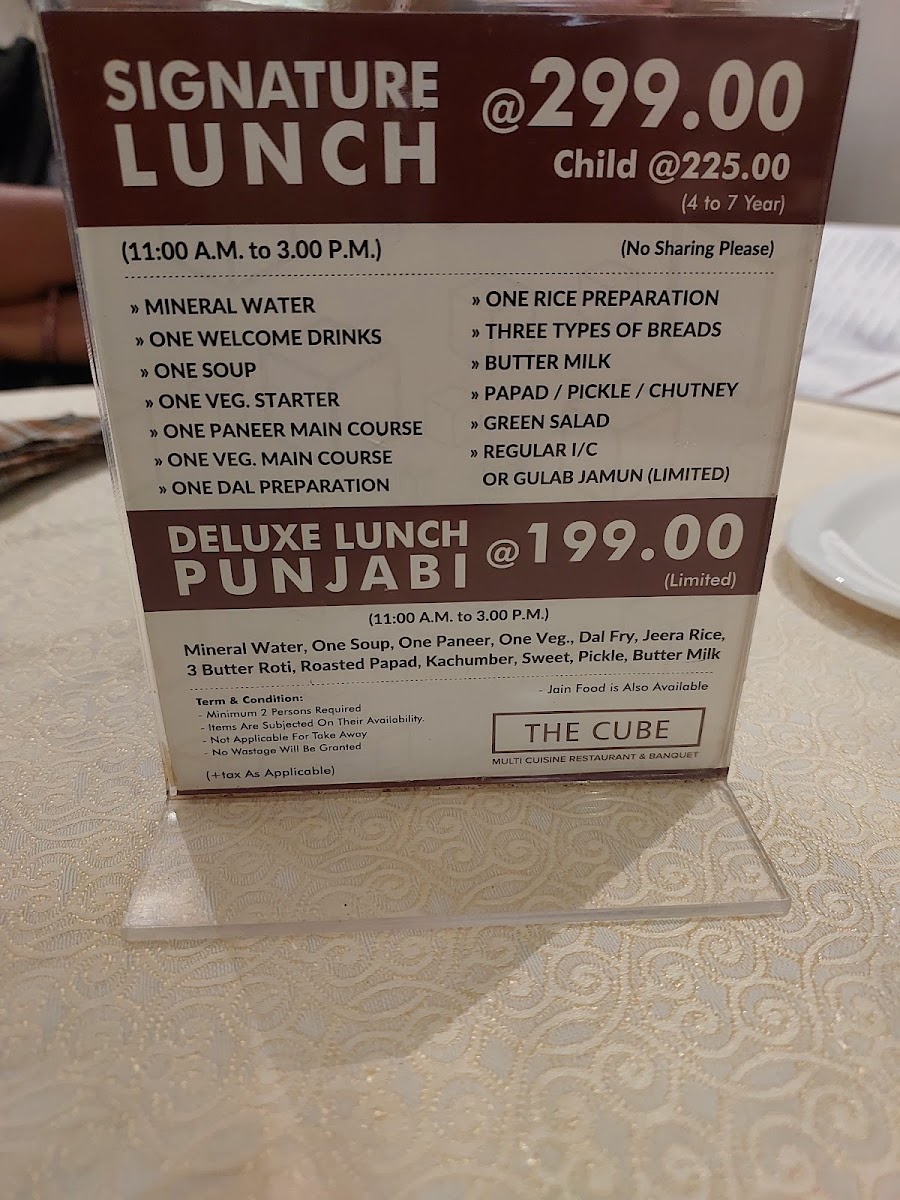 SIGNATURE
LUNCH
@299.00
Child @225.00
(4 to 7 Year)
(11:00 A.M. to 3.00 P.M.)
(No Sharing Please)
» MINERAL WATER
» ONE WELCOME DRINKS
» ONE SOUP
» ONE VEG. STARTER
» ONE PANEER MAIN COURSE
» ONE VEG. MAIN COURSE
» ONE DAL PREPARATION
» ONE RICE PREPARATION
» THREE TYPES OF BREADS
» BUTTER MILK
» PAPAD / PICKLE / CHUTNEY
» GREEN SALAD
» REGULAR I/C
OR GULAB JAMUN (LIMITED)
DELUXE LUNCH
PUNJABI
@199.00
(Limited)
(11:00 A.M. to 3.00 P.M.)
Mineral Water, One Soup, One Paneer, One Veg., Dal Fry, Jeera Rice,
3 Butter Roti, Roasted Papad, Kachumber, Sweet, Pickle, Butter Milk
Term & Condition:
- Minimum 2 Persons Required
- Items Are Subjected On Their Availability.
- Not Applicable For Take Away
- No Wastage Will Be Granted
(+tax As Applicable)
- Jain Food is Also Available
THE CUBE
MULTI CUISINE RESTAURANT & BANQUET